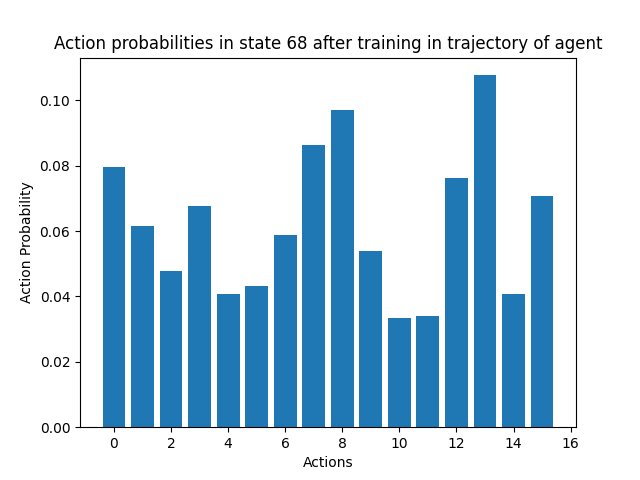 Action probabilities in state 68 after training in trajectory of agent
0.10
0.08
0.06
0.04
0.02
0.00
Action Probability
0 2 4 6 8 10 12 14 16
Actions